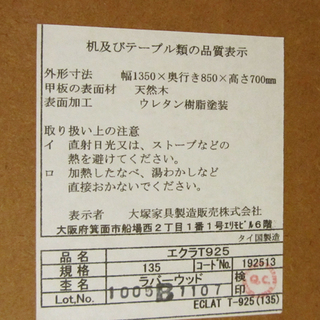 机及びテーブル類の品質表示
外形寸法 幅1350×奥行き850×高さ700mm
甲板の表面材 天然木
表面加工 ウレタン樹脂塗装
取り扱い上の注意
イ 直射日光又は、ストーブなどの
熱を避けてください。
ロ 加熱したなべ、湯わかしなど
直接おかないでください。
表示者 大塚家具製造販売株式会社
大阪府箕面市船場西2丁目1番1号エリモビル6階
タイ国製造
品名 エクラT925
規格 135 コードNo. 192513
杢名 ラバーウッド Q.C.
Lot.No. 1005B1107 ECLAT T-925(135)